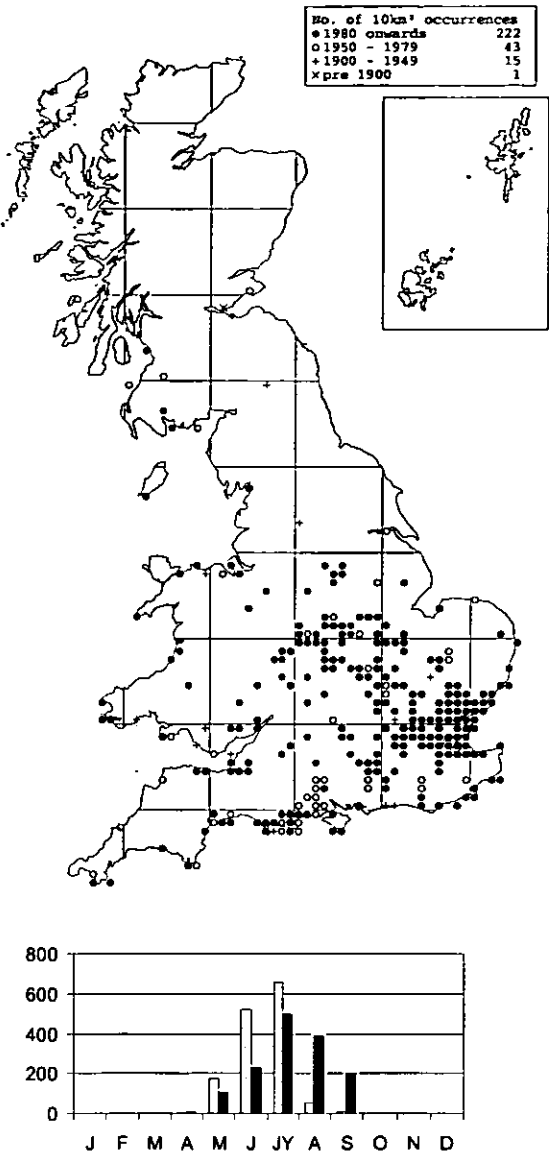 No. of 10km² occurrences
● 1980 onwards 222
○ 1950 - 1979 43
+ 1900 - 1949 15
× pre 1900 1
800
600
400
200
0
J F M A M J JY A S O N D